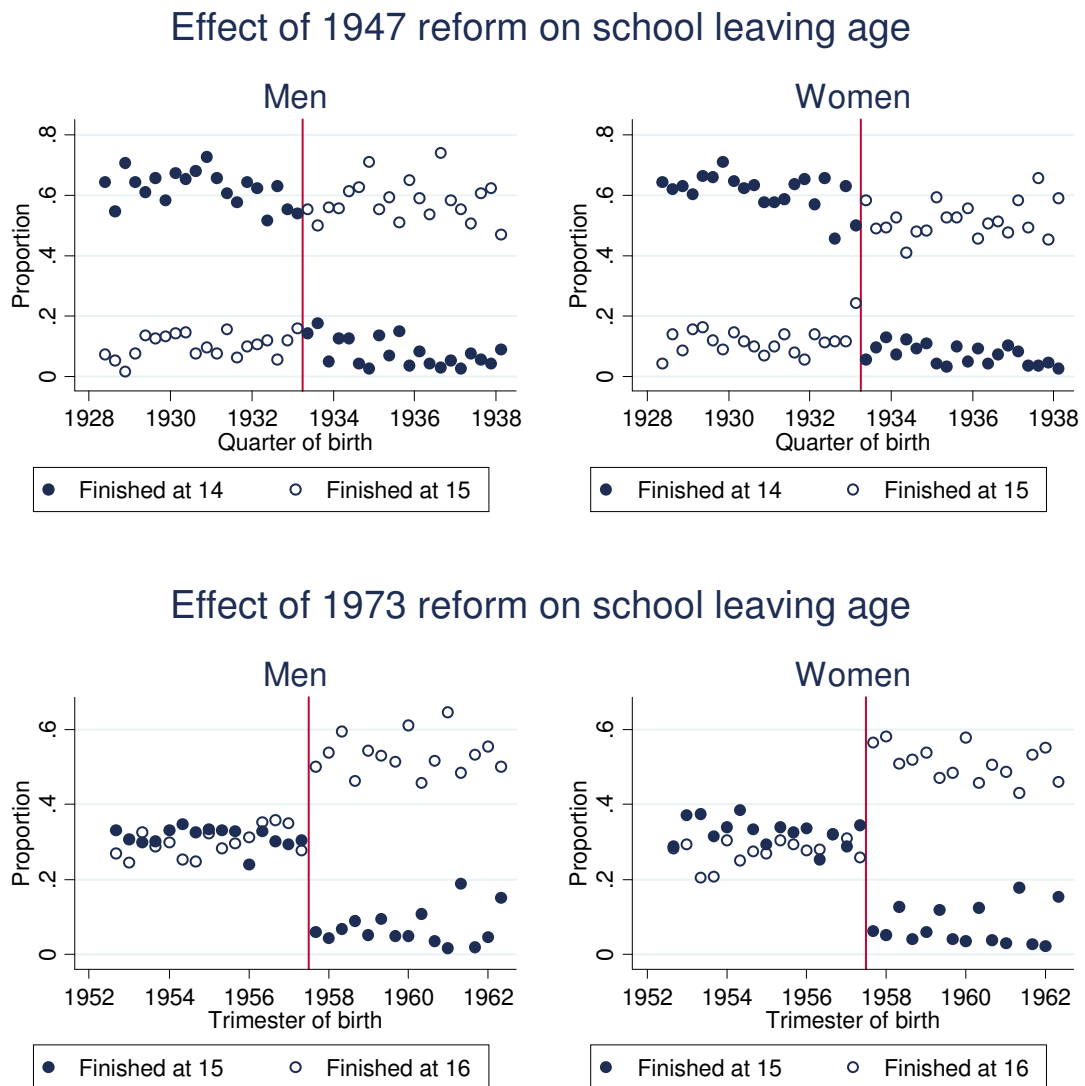 Effect of 1947 reform on school leaving age
Men
Proportion
.8
.6
.4
.2
0
1928 1930 1932 1934 1936 1938
Quarter of birth
Finished at 14 Finished at 15
Women
Proportion
.8
.6
.4
.2
0
1928 1930 1932 1934 1936 1938
Quarter of birth
Finished at 14 Finished at 15
Effect of 1973 reform on school leaving age
Men
Proportion
.6
.4
.2
0
1952 1954 1956 1958 1960 1962
Trimester of birth
Finished at 15 Finished at 16
Women
Proportion
.6
.4
.2
0
1952 1954 1956 1958 1960 1962
Trimester of birth
Finished at 15 Finished at 16